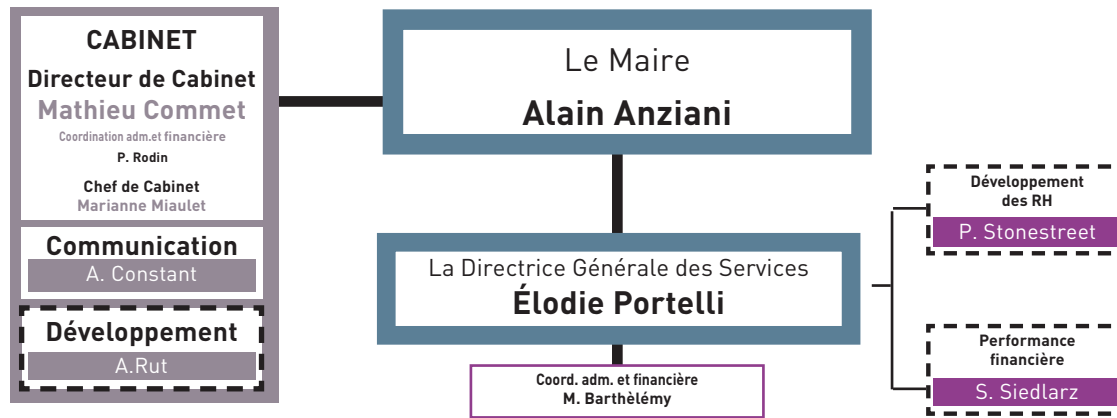 CABINET
Directeur de Cabinet
Mathieu Commet
Coordination adm.et financière
P. Rodin
Chef de Cabinet
Marianne Miaulet
Communication
A. Constant
Développement
A.Rut
Le Maire
Alain Anziani
La Directrice Générale des Services
Élodie Portelli
Coord. adm. et financière
M. Barthèlémy
Développement
des RH
P. Stonestreet
Performance
financière
S. Siedlarz